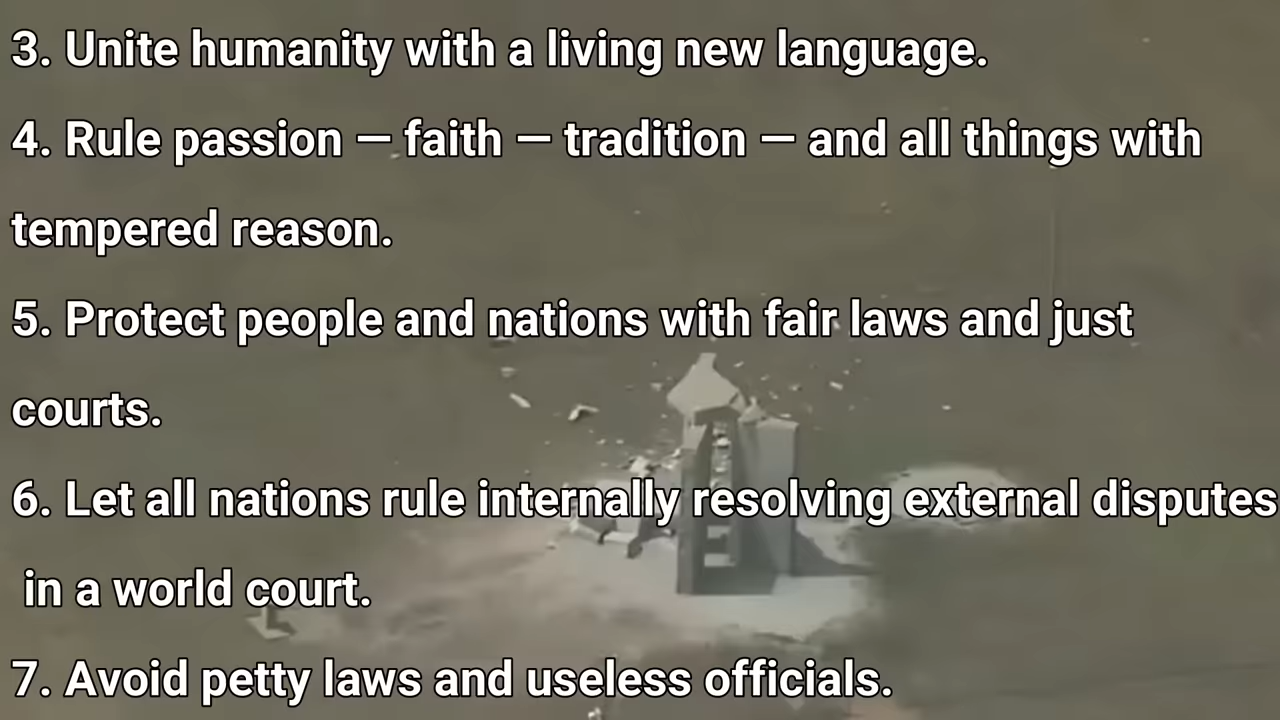 3. Unite humanity with a living new language.
4. Rule passion — faith — tradition — and all things with
tempered reason.
5. Protect people and nations with fair laws and just
courts.
6. Let all nations rule internally resolving external disputes
in a world court.
7. Avoid petty laws and useless officials.